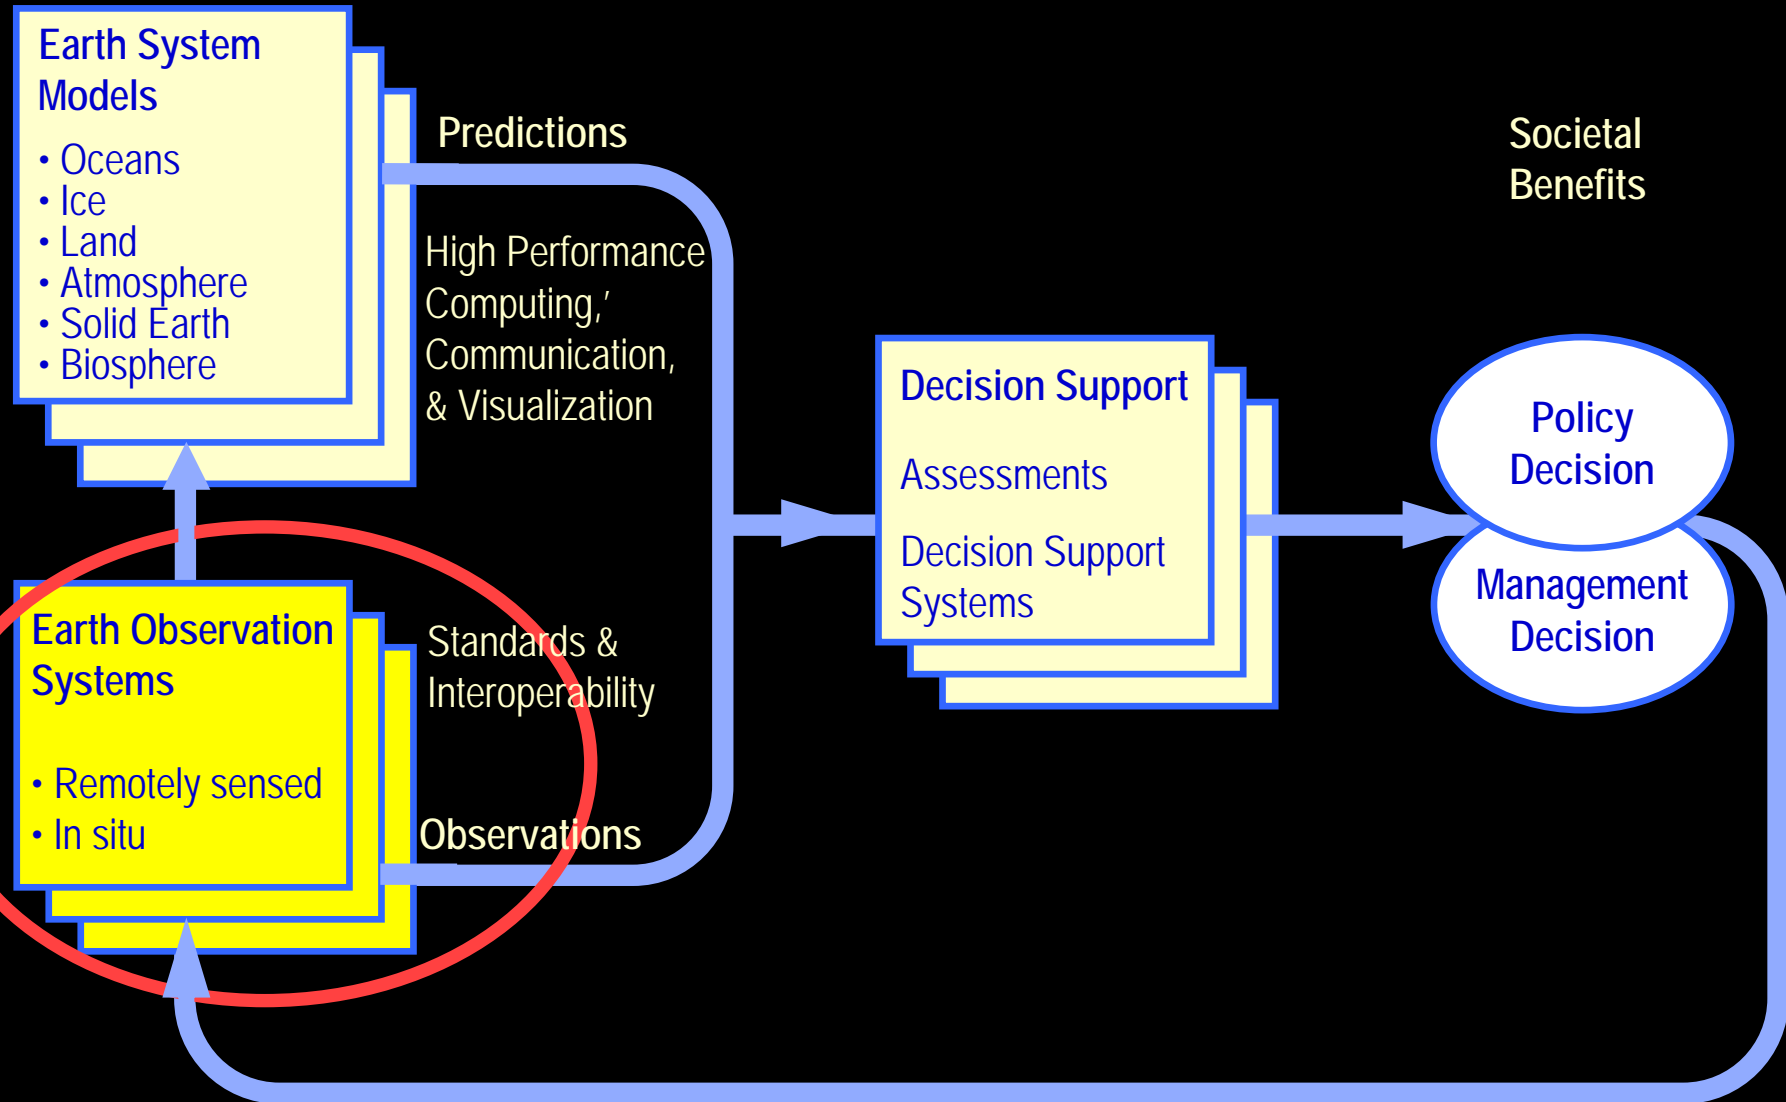 Earth System
Models
• Oceans
• Ice
• Land
• Atmosphere
• Solid Earth
• Biosphere
Predictions
High Performance
Computing,’
Communication,
& Visualization
Societal
Benefits
Decision Support
Assessments
Decision Support
Systems
Policy
Decision
Management
Decision
Earth Observation
Systems
• Remotely sensed
• In situ
Standards &
Interoperability
Observations